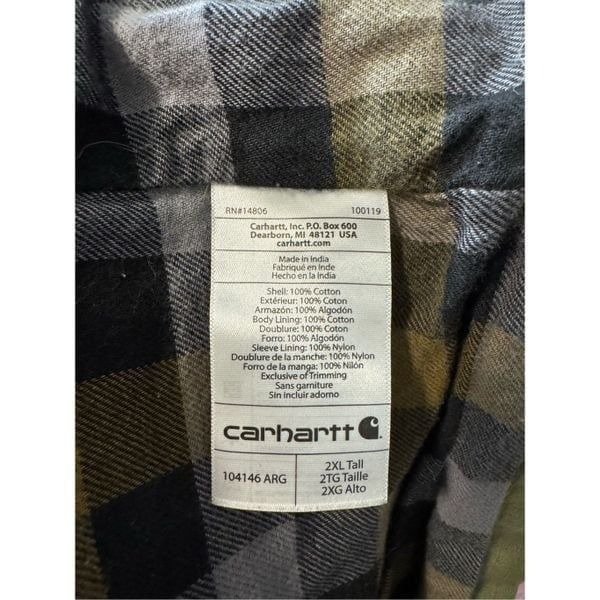 RN#14806 100119
Carhartt, Inc. P.O. Box 600
Dearborn, MI 48121 USA
carhartt.com
Made in India
Fabriqué en Inde
Hecho en la India
Shell: 100% Cotton
Extérieur: 100% Coton
Armazón: 100% Algodón
Body Lining: 100% Cotton
Doublure: 100% Coton
Forro: 100% Algodón
Sleeve Lining: 100% Nylon
Doublure de la manche: 100% Nylon
Forro de la manga: 100% Nilón
Exclusive of Trimming
Sans garniture
Sin incluir adorno
carhartt
104146 ARG
2XL Tall
2TG Taille
2XG Alto